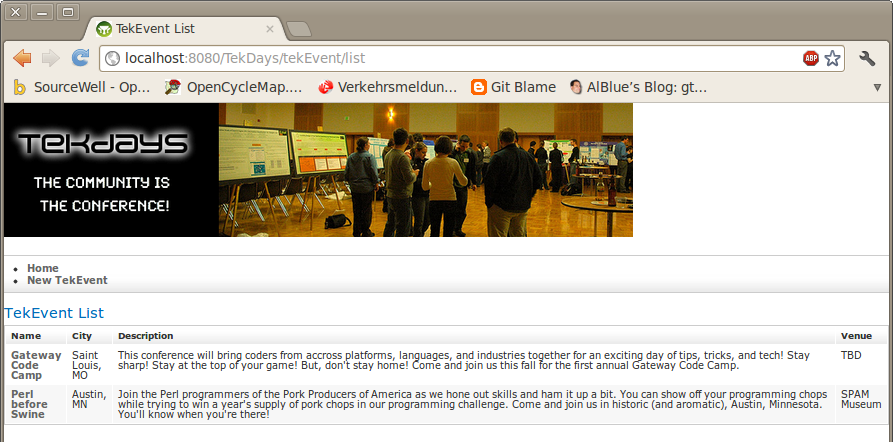 TekEvent List
localhost:8080/TekDays/tekEvent/list
ABP
SourceWell - Op... OpenCycleMap.... Verkehrsmeldun... Git Blame AlBlue's Blog: gt...
TEKDAYS
THE COMMUNITY IS
THE CONFERENCE!
Home
New TekEvent
TekEvent List
Name City Description Venue
Gateway Code Camp
Saint Louis, MO
This conference will bring coders from accross platforms, languages, and industries together for an exciting day of tips, tricks, and tech! Stay
sharp! Stay at the top of your game! But, don't stay home! Come and join us this fall for the first annual Gateway Code Camp.
TBD
Perl before Swine
Austin, MN
Join the Perl programmers of the Pork Producers of America as we hone out skills and ham it up a bit. You can show off your programming chops
while trying to win a year's supply of pork chops in our programming challenge. Come and join us in historic (and aromatic), Austin, Minnesota.
You'll know when you're there!
SPAM Museum